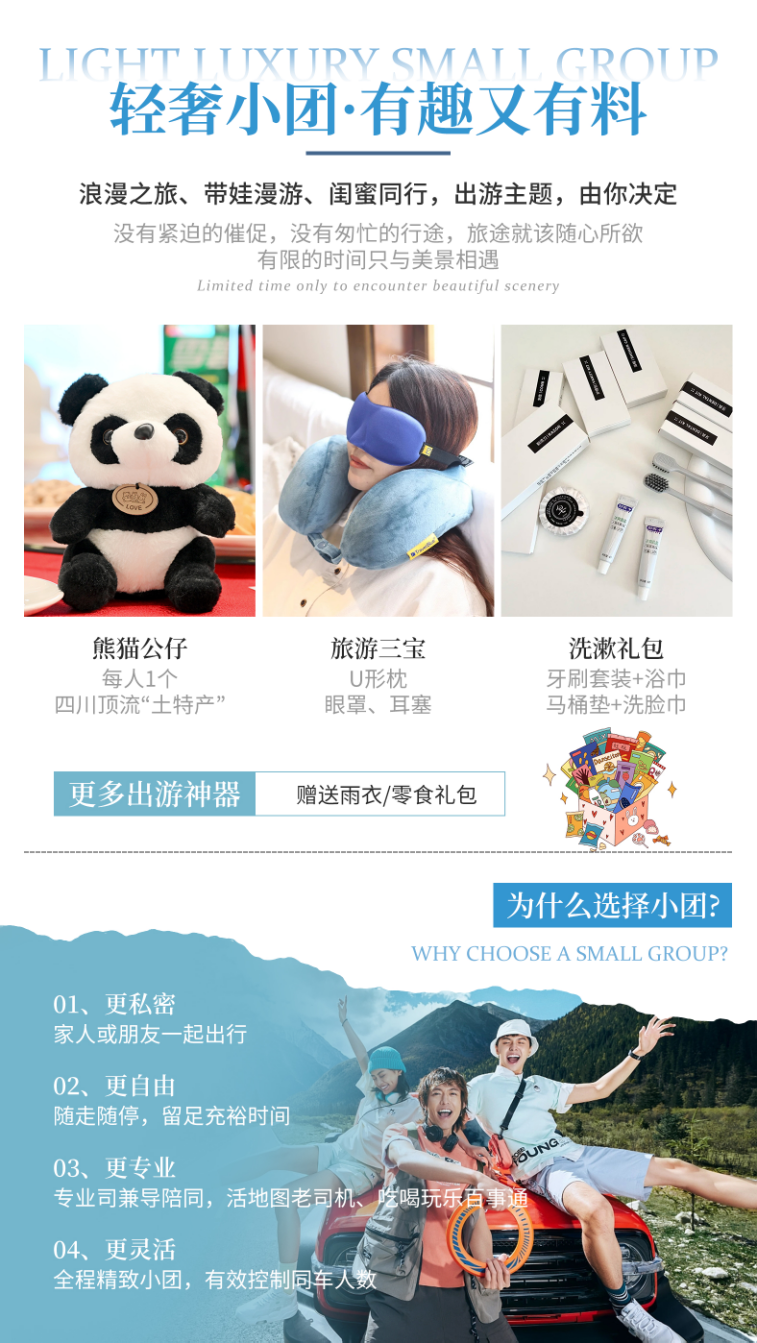 LIGHT LUXURY SMALL GROUP
轻奢小团·有趣又有料
浪漫之旅、带娃漫游、闺蜜同行，出游主题，由你决定
没有紧迫的催促，没有匆忙的行途，旅途就该随心所欲
有限的时间只与美景相遇
Limited time only to encounter beautiful scenery
LOVE
熊猫公仔
每人1个
四川顶流“土特产”
旅游三宝
U形枕
眼罩、耳塞
洗漱礼包
牙刷套装+浴巾
马桶垫+洗脸巾
更多出游神器
赠送雨衣/零食礼包
为什么选择小团?
WHY CHOOSE A SMALL GROUP?
01、更私密
家人或朋友一起出行
02、更自由
随走随停，留足充裕时间
03、更专业
专业司兼导陪同，活地图老司机、吃喝玩乐百事通
04、更灵活
全程精致小团，有效控制同车人数
YOUNG